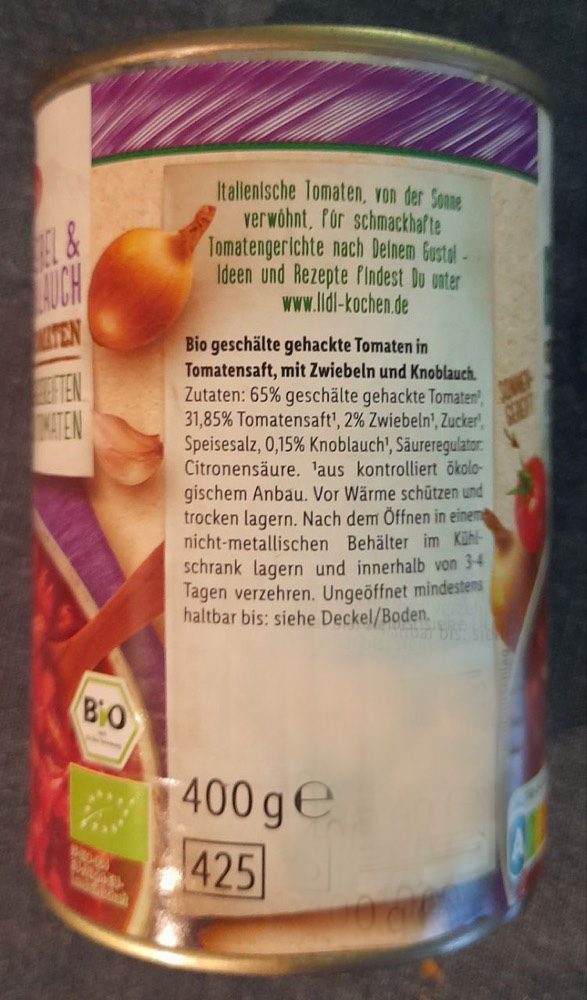 Italienische Tomaten, von der Sonne
verwöhnt, für schmackhafte
Tomatengerichte nach Deinem Gusto! -
Ideen und Rezepte findest Du unter
www.lidl-kochen.de
BEL &
LAUCH
Bio geschälte gehackte Tomaten in
Tomatensaft, mit Zwiebeln und Knoblauch.
Zutaten: 65% geschälte gehackte Tomaten¹,
31,85% Tomatensaft¹, 2% Zwiebeln¹, Zucker¹,
Speisesalz, 0,15% Knoblauch¹, Säureregulator:
Citronensäure. ¹aus kontrolliert ökolo-
gischem Anbau. Vor Wärme schützen und
trocken lagern. Nach dem Öffnen in einem
nicht-metallischen Behälter im Kühl-
schrank lagern und innerhalb von 3-4
Tagen verzehren. Ungeöffnet mindestens
haltbar bis: siehe Deckel/Boden.
BIO
400 g e
425
A